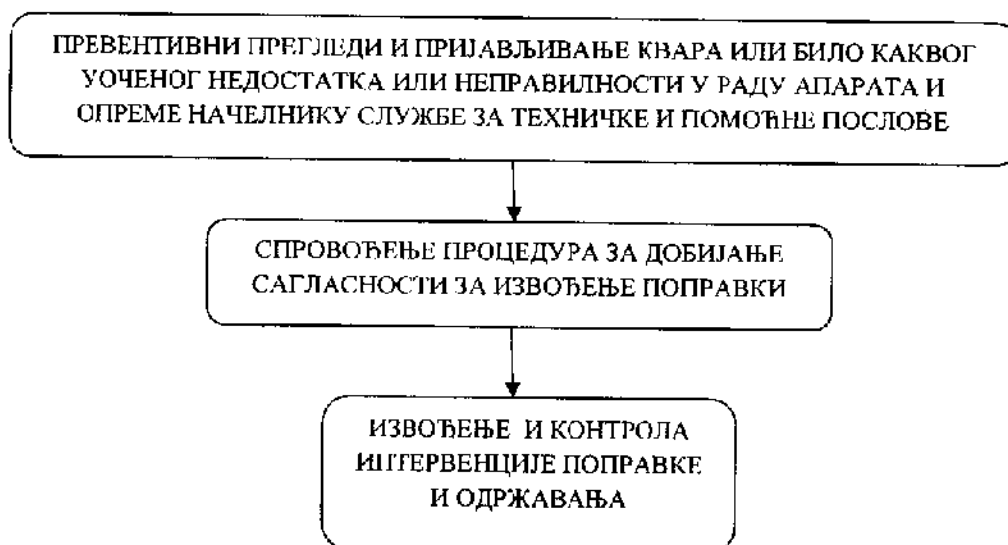 ПРЕВЕНТИВНИ ПРЕГЛЕДИ И ПРИЈАВЉИВАЊЕ КВАРА ИЛИ БИЛО КАКВОГ
УОЧЕНОГ НЕДОСТАТКА ИЛИ НЕПРАВИЛНОСТИ У РАДУ АПАРАТА И
ОПРЕМЕ НАЧЕЛНИКУ СЛУЖБЕ ЗА ТЕХНИЧКЕ И ПОМОЋНЕ ПОСЛОВЕ
СПРОВОЂЕЊЕ ПРОЦЕДУРА ЗА ДОБИЈАЊЕ
САГЛАСНОСТИ ЗА ИЗВОЂЕЊЕ ПОПРАВКИ
ИЗВОЂЕЊЕ И КОНТРОЛА
ИНТЕРВЕНЦИЈЕ ПОПРАВКЕ
И ОДРЖАВАЊА